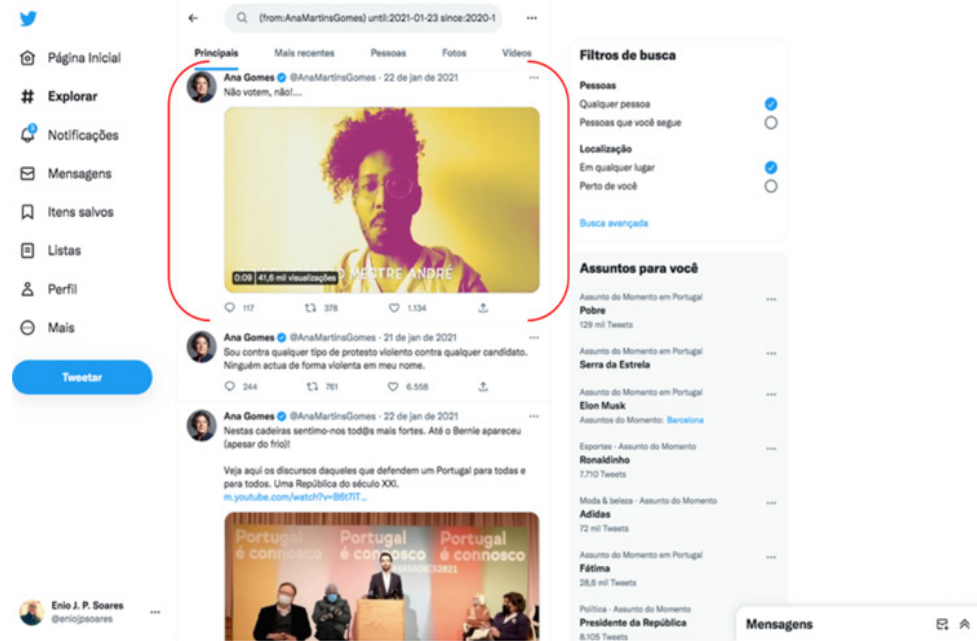 (from:AnaMartinsGomes) until:2021-01-23 since:2020-1
Principais
Mais recentes
Pessoas
Fotos
Vídeos
Página Inicial
Explorar
3
Notificações
Mensagens
Itens salvos
Listas
Perfil
Mais
Tweetar
Enio J. P. Soares
@eniojpsoares
Ana Gomes @AnaMartinsGomes · 22 de jan de 2021
Não votem, não!...
MESTRE ANDRÉ
0:09 41,6 mil visualizações
117 378 1.134
Ana Gomes @AnaMartinsGomes · 21 de jan de 2021
Sou contra qualquer tipo de protesto violento contra qualquer candidato.
Ninguém actua de forma violenta em meu nome.
244 761 6.558
Ana Gomes @AnaMartinsGomes · 22 de jan de 2021
Nestas cadeiras sentimo-nos tod@s mais fortes. Até o Bernie apareceu
(apesar do frio)!
Veja aqui os discursos daqueles que defendem um Portugal para todas e
para todos. Uma República do século XXI.
m.youtube.com/watch?v=B6t7iT...
Portugal é connosco
Portugal é connosco
Portugal é connosco
#ANAGOMES2021
Filtros de busca
Pessoas
Qualquer pessoa
Pessoas que você segue
Localização
Em qualquer lugar
Perto de você
Busca avançada
Assuntos para você
Assunto do Momento em Portugal
Pobre
129 mil Tweets
Assunto do Momento em Portugal
Serra da Estrela
Assunto do Momento em Portugal
Elon Musk
Assuntos do Momento: Barcelona
Esportes · Assunto do Momento
Ronaldinho
7.710 Tweets
Moda & beleza · Assunto do Momento
Adidas
72 mil Tweets
Assunto do Momento em Portugal
Fátima
28,6 mil Tweets
Política · Assunto do Momento
Presidente da República
8.105 Tweets
Mensagens